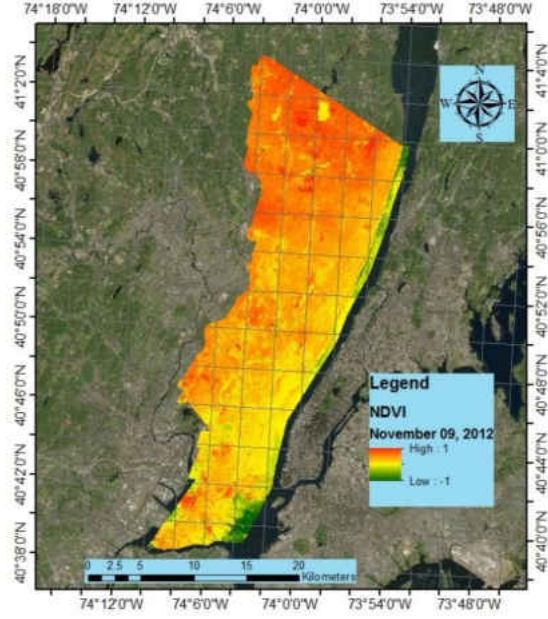 74°18'0"W 74°12'0"W 74°6'0"W 74°0'0"W 73°54'0"W 73°48'0"W
41°2'0"N
40°58'0"N
40°54'0"N
40°50'0"N
40°46'0"N
40°42'0"N
40°38'0"N
N
W E
S
41°4'0"N
41°0'0"N
40°56'0"N
40°52'0"N
40°48'0"N
40°44'0"N
40°40'0"N
Legend
NDVI
November 09, 2012
High : 1
Low : -1
0 2.5 5 10 15 20
Kilometers
74°12'0"W 74°6'0"W 74°0'0"W 73°54'0"W 73°48'0"W